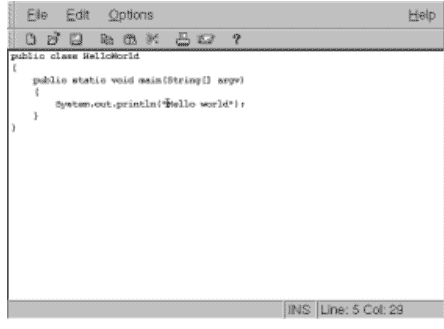 File Edit Options Help
?
public class HelloWorld
{
public static void main(String[] argv)
{
System.out.println("Hello world");
}
}
INS Line: 5 Col: 29